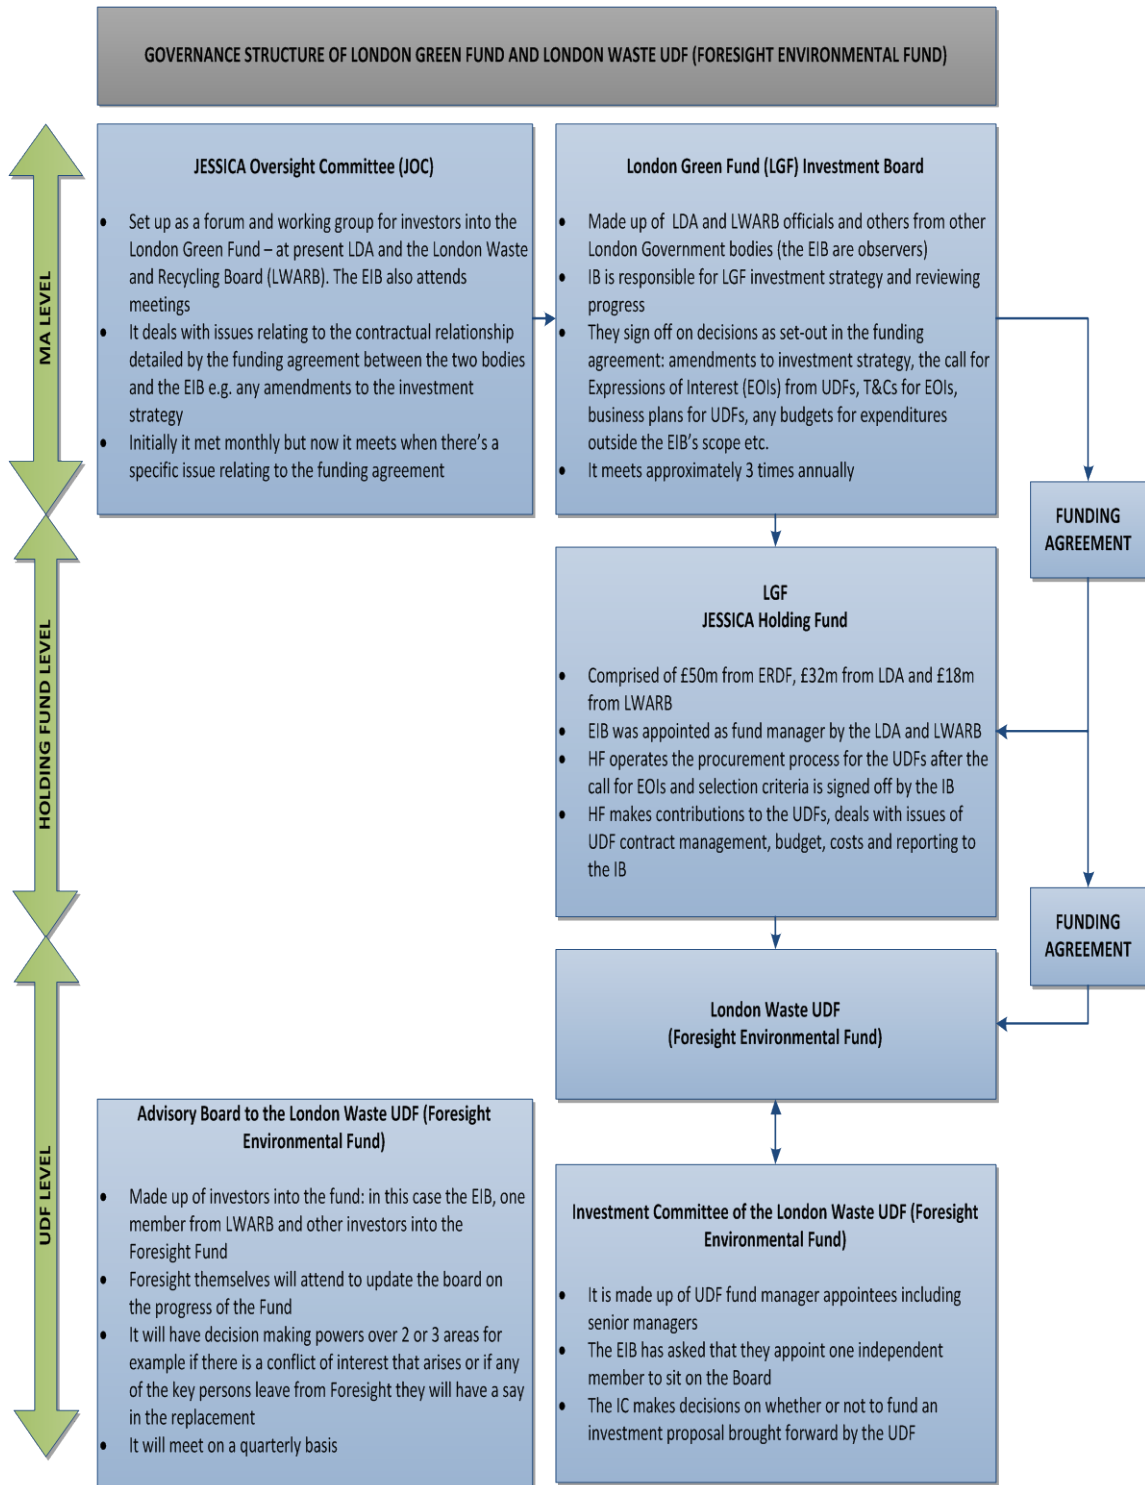 GOVERNANCE STRUCTURE OF LONDON GREEN FUND AND LONDON WASTE UDF (FORESIGHT ENVIRONMENTAL FUND)
MA LEVEL
JESSICA Oversight Committee (JOC)
• Set up as a forum and working group for investors into the
London Green Fund – at present LDA and the London Waste
and Recycling Board (LWARB). The EIB also attends
meetings
• It deals with issues relating to the contractual relationship
detailed by the funding agreement between the two bodies
and the EIB e.g. any amendments to the investment
strategy
• Initially it met monthly but now it meets when there's a
specific issue relating to the funding agreement
London Green Fund (LGF) Investment Board
• Made up of LDA and LWARB officials and others from other
London Government bodies (the EIB are observers)
• IB is responsible for LGF investment strategy and reviewing
progress
• They sign off on decisions as set-out in the funding
agreement: amendments to investment strategy, the call for
Expressions of Interest (EOIs) from UDFs, T&Cs for EOIs,
business plans for UDFs, any budgets for expenditures
outside the EIB's scope etc.
• It meets approximately 3 times annually
FUNDING
AGREEMENT
HOLDING FUND LEVEL
LGF
JESSICA Holding Fund
• Comprised of £50m from ERDF, £32m from LDA and £18m
from LWARB
• EIB was appointed as fund manager by the LDA and LWARB
• HF operates the procurement process for the UDFs after the
call for EOIs and selection criteria is signed off by the IB
• HF makes contributions to the UDFs, deals with issues of
UDF contract management, budget, costs and reporting to
the IB
FUNDING
AGREEMENT
UDF LEVEL
London Waste UDF
(Foresight Environmental Fund)
Advisory Board to the London Waste UDF (Foresight
Environmental Fund)
• Made up of investors into the fund: in this case the EIB, one
member from LWARB and other investors into the
Foresight Fund
• Foresight themselves will attend to update the board on
the progress of the Fund
• It will have decision making powers over 2 or 3 areas for
example if there is a conflict of interest that arises or if any
of the key persons leave from Foresight they will have a say
in the replacement
• It will meet on a quarterly basis
Investment Committee of the London Waste UDF (Foresight
Environmental Fund)
• It is made up of UDF fund manager appointees including
senior managers
• The EIB has asked that they appoint one independent
member to sit on the Board
• The IC makes decisions on whether or not to fund an
investment proposal brought forward by the UDF